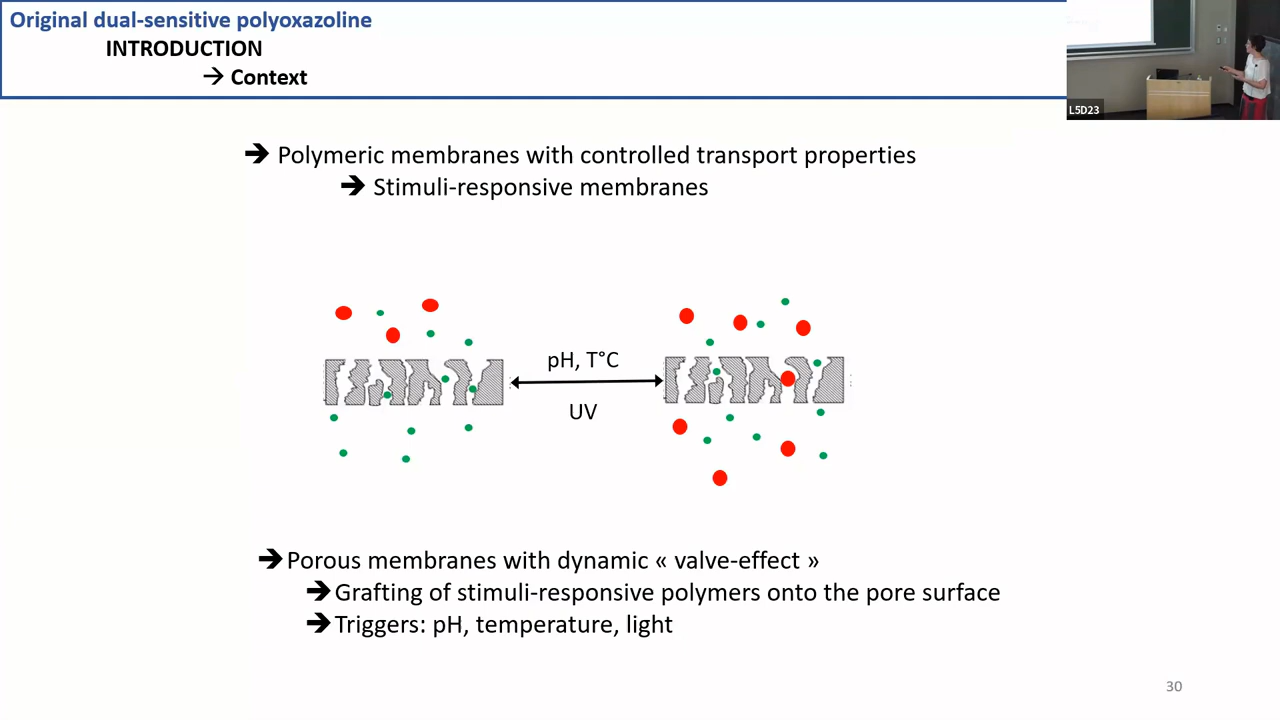 Original dual-sensitive polyoxazoline
INTRODUCTION
→ Context
L5D23
➔ Polymeric membranes with controlled transport properties
➔ Stimuli-responsive membranes
pH, T°C
UV
➔ Porous membranes with dynamic « valve-effect »
➔ Grafting of stimuli-responsive polymers onto the pore surface
➔ Triggers: pH, temperature, light
30